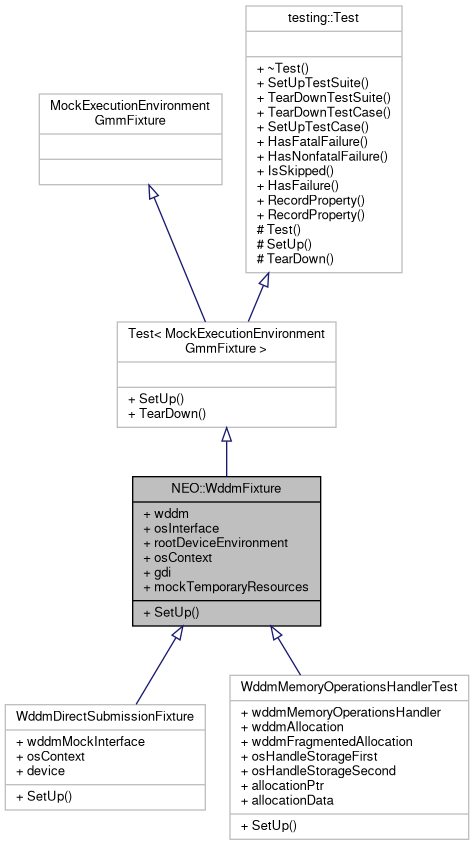 testing::Test
+ ~Test()
+ SetUpTestSuite()
+ TearDownTestSuite()
+ TearDownTestCase()
+ SetUpTestCase()
+ HasFatalFailure()
+ HasNonfatalFailure()
+ IsSkipped()
+ HasFailure()
+ RecordProperty()
+ RecordProperty()
# Test()
# SetUp()
# TearDown()
MockExecutionEnvironment
GmmFixture
Test< MockExecutionEnvironment
GmmFixture >
+ SetUp()
+ TearDown()
NEO::WddmFixture
+ wddm
+ osInterface
+ rootDeviceEnvironment
+ osContext
+ gdi
+ mockTemporaryResources
+ SetUp()
WddmDirectSubmissionFixture
+ wddmMockInterface
+ osContext
+ device
+ SetUp()
WddmMemoryOperationsHandlerTest
+ wddmMemoryOperationsHandler
+ wddmAllocation
+ wddmFragmentedAllocation
+ osHandleStorageFirst
+ osHandleStorageSecond
+ allocationPtr
+ allocationData
+ SetUp()